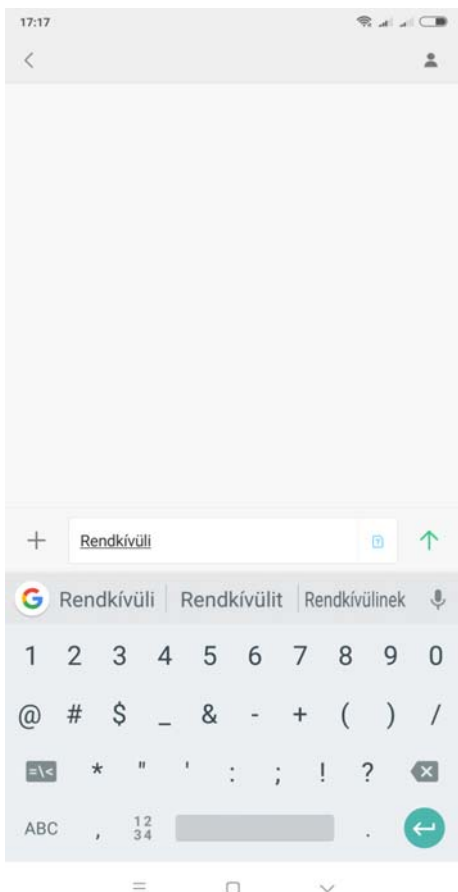 17:17
Rendkívüli
Rendkívüli Rendkívülit Rendkívülinek
1 2 3 4 5 6 7 8 9 0
@ # $ _ & - + ( ) /
=\< * " ' : ; ! ?
ABC , 12 34 .